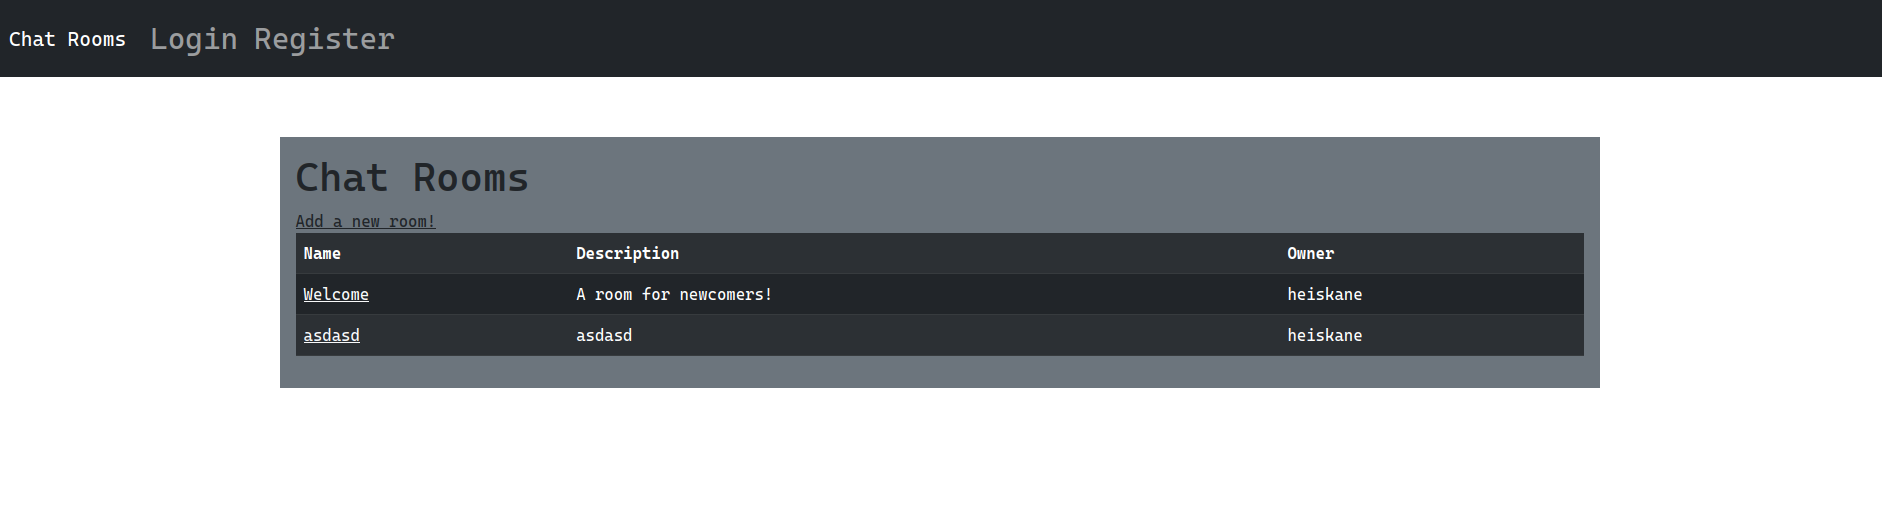 Chat Rooms Login Register
Chat Rooms
Add a new room!
Name Description Owner
Welcome A room for newcomers! heiskane
asdasd asdasd heiskane